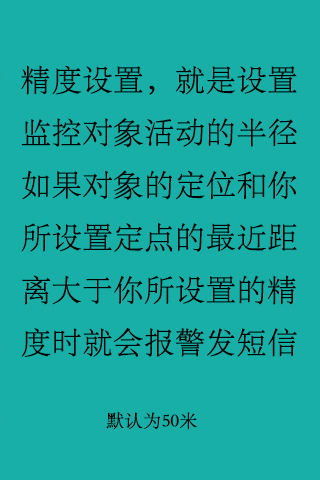 精度设置，就是设置
监控对象活动的半径
如果对象的定位和你
所设置定点的最近距
离大于你所设置的精
度时就会报警发短信
默认为50米